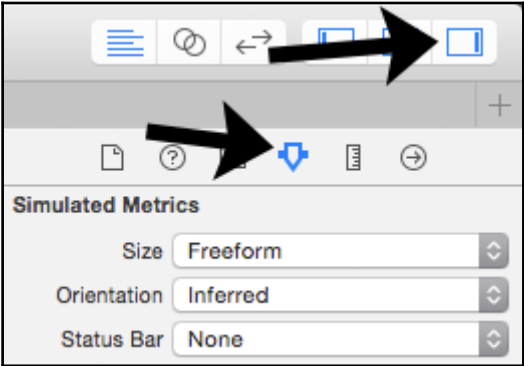 Simulated Metrics
Size Freeform
Orientation Inferred
Status Bar None